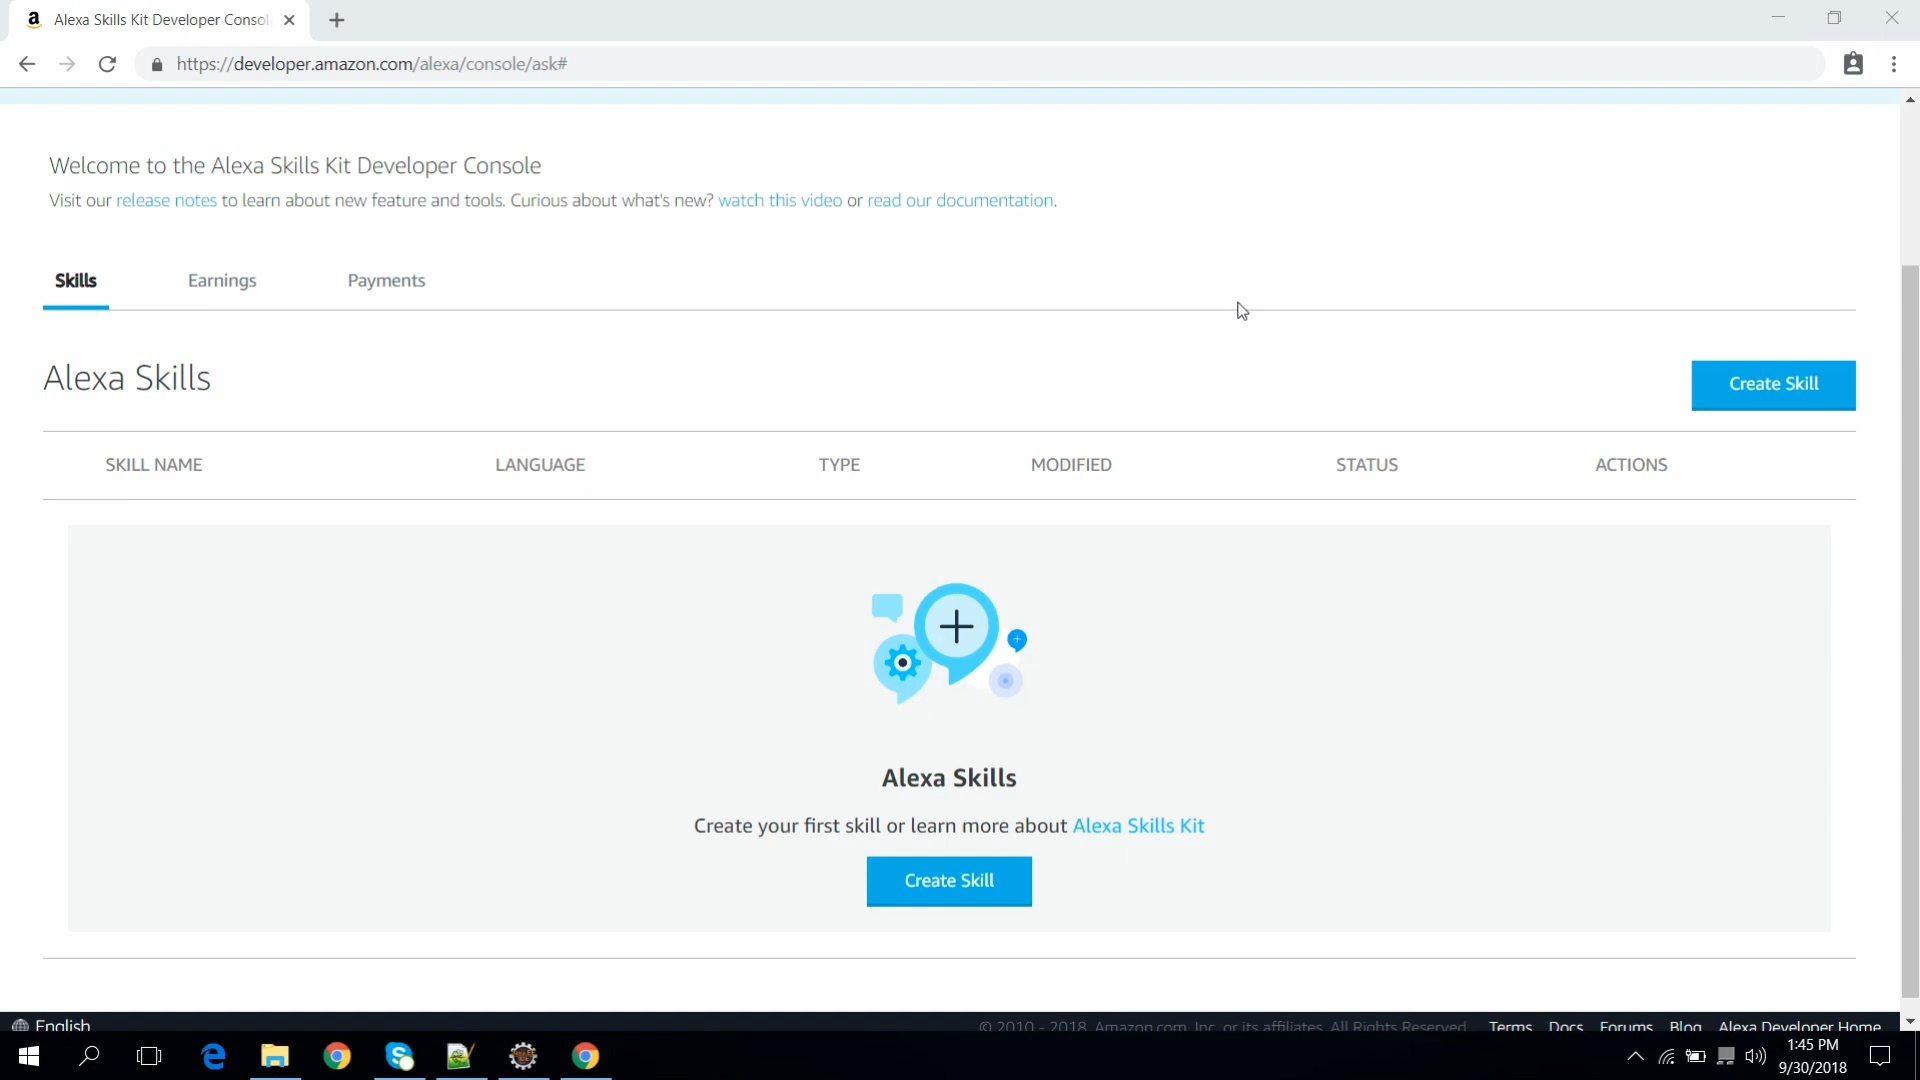 Alexa Skills Kit Developer Consol
https://developer.amazon.com/alexa/console/ask#
Welcome to the Alexa Skills Kit Developer Console
Visit our release notes to learn about new feature and tools. Curious about what's new? watch this video or read our documentation.
Skills Earnings Payments
Alexa Skills
Create Skill
SKILL NAME LANGUAGE TYPE MODIFIED STATUS ACTIONS
Alexa Skills
Create your first skill or learn more about Alexa Skills Kit
Create Skill
English © 2010 - 2018, Amazon.com, Inc. or its affiliates. All Rights Reserved. Terms Docs Forums Blog Alexa Developer Home
1:45 PM
9/30/2018